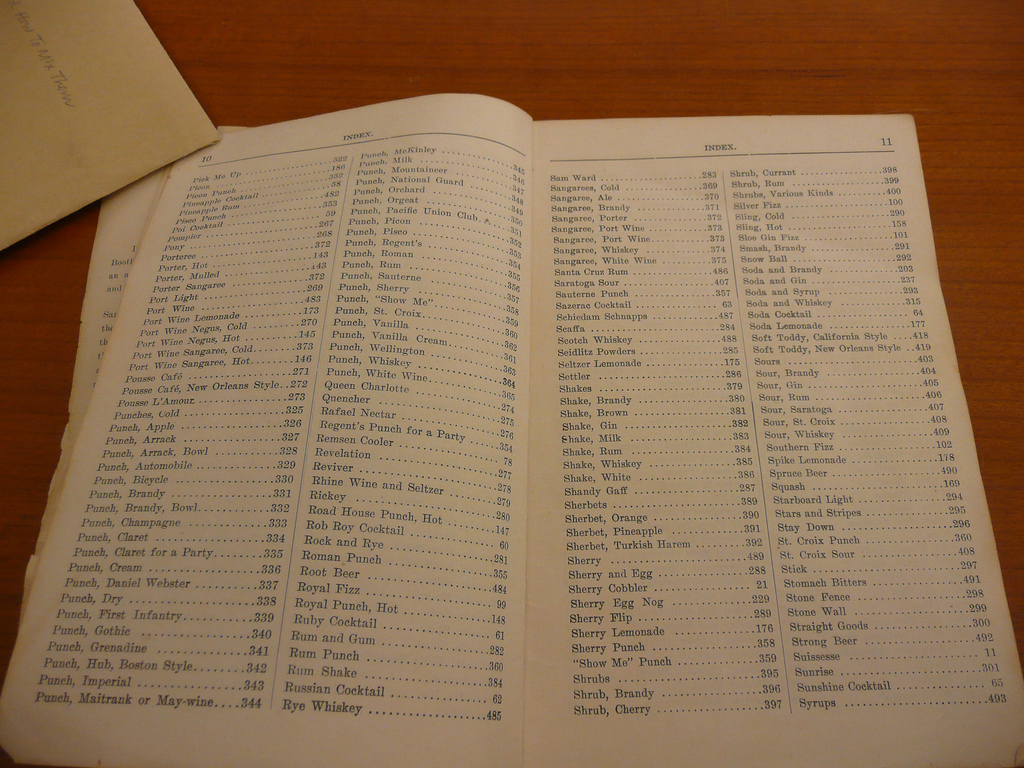 How To Mix Them
10
INDEX.
Pick Me Up
Picon ..........186
Picon Punch ..........352
Pineapple Cocktail ..........58
Pineapple Rum ..........482
Pisco Punch ..........353
Poi Cocktail ..........59
Pompier ..........267
Pony ..........268
Porteree ..........372
Porter, Hot ..........143
Porter, Mulled ..........143
Porter Sangaree ..........372
Port Light ..........269
Port Wine ..........483
Port Wine Lemonade ..........173
Port Wine Negus, Cold ..........270
Port Wine Negus, Hot ..........145
Port Wine Sangaree, Cold..........373
Port Wine Sangaree, Hot..........146
Pousse Café ..........271
Pousse Café, New Orleans Style...272
Pousse L'Amour ..........273
Punches, Cold ..........325
Punch, Apple ..........326
Punch, Arrack ..........327
Punch, Arrack, Bowl ..........328
Punch, Automobile ..........329
Punch, Bicycle ..........330
Punch, Brandy ..........331
Punch, Brandy, Bowl..........332
Punch, Champagne ..........333
Punch, Claret ..........334
Punch, Claret for a Party..........335
Punch, Cream ..........336
Punch, Daniel Webster ..........337
Punch, Dry ..........338
Punch, First Infantry..........339
Punch, Gothic ..........340
Punch, Grenadine ..........341
Punch, Hub, Boston Style..........342
Punch, Imperial ..........343
Punch, Maitrank or May-wine....344
Punch, McKinley ..........345
Punch, Milk ..........346
Punch, Mountaineer ..........347
Punch, National Guard ..........348
Punch, Orchard ..........349
Punch, Orgeat ..........350
Punch, Pacific Union Club
Punch, Picon ..........352
Punch, Pisco ..........353
Punch, Regent's ..........354
Punch, Roman ..........355
Punch, Rum
Punch, Sauterne ..........357
Punch, Sherry ..........358
Punch, "Show Me" ..........359
Punch, St. Croix ..........360
Punch, Vanilla
Punch, Vanilla Cream ..........362
Punch, Wellington ..........363
Punch, Whiskey ..........364
Punch, White Wine ..........365
Queen Charlotte ..........274
Quencher ..........275
Rafael Nectar ..........276
Regent's Punch for a Party ..........354
Remsen Cooler ..........78
Revelation ..........277
Reviver ..........278
Rhine Wine and Seltzer ..........279
Rickey ..........280
Road House Punch, Hot ..........147
Rob Roy Cocktail ..........60
Rock and Rye ..........281
Roman Punch ..........355
Root Beer ..........484
Royal Fizz ..........99
Royal Punch, Hot ..........148
Ruby Cocktail ..........61
Rum and Gum ..........282
Rum Punch ..........360
Rum Shake ..........384
Russian Cocktail ..........62
Rye Whiskey ..........485
INDEX.
11
Sam Ward ..........283
Sangarees, Cold ..........369
Sangaree, Ale ..........370
Sangaree, Brandy ..........371
Sangaree, Porter ..........372
Sangaree, Port Wine ..........373
Sangaree, Port Wine ..........373
Sangaree, Whiskey ..........374
Sangaree, White Wine ..........375
Santa Cruz Rum ..........486
Saratoga Sour ..........407
Sauterne Punch ..........357
Sazerac Cocktail ..........63
Schiedam Schnapps ..........487
Scaffa ..........284
Scotch Whiskey ..........488
Seidlitz Powders ..........285
Seltzer Lemonade ..........175
Settler ..........286
Shakes ..........379
Shake, Brandy ..........380
Shake, Brown ..........381
Shake, Gin ..........382
Shake, Milk ..........383
Shake, Rum ..........384
Shake, Whiskey ..........385
Shake, White ..........386
Shandy Gaff ..........287
Sherbets ..........389
Sherbet, Orange ..........390
Sherbet, Pineapple ..........391
Sherbet, Turkish Harem ..........392
Sherry ..........489
Sherry and Egg ..........288
Sherry Cobbler ..........21
Sherry Egg Nog ..........229
Sherry Flip ..........289
Sherry Lemonade ..........176
Sherry Punch ..........358
"Show Me" Punch ..........359
Shrubs ..........395
Shrub, Brandy ..........396
Shrub, Cherry ..........397
Shrub, Currant ..........398
Shrub, Rum ..........399
Shrubs, Various Kinds ..........400
Silver Fizz ..........100
Sling, Cold ..........290
Sling, Hot ..........158
Sloe Gin Fizz ..........101
Smash, Brandy ..........291
Snow Ball ..........292
Soda and Brandy ..........203
Soda and Gin ..........237
Soda and Syrup ..........293
Soda and Whiskey ..........315
Soda Cocktail ..........64
Soda Lemonade ..........177
Soft Toddy, California Style ....418
Soft Toddy, New Orleans Style ..419
Sours ..........403
Sour, Brandy ..........404
Sour, Gin ..........405
Sour, Rum ..........406
Sour, Saratoga ..........407
Sour, St. Croix ..........408
Sour, Whiskey ..........409
Southern Fizz ..........102
Spike Lemonade ..........178
Spruce Beer ..........490
Squash ..........169
Starboard Light ..........294
Stars and Stripes ..........295
Stay Down ..........296
St. Croix Punch ..........360
St. Croix Sour ..........408
Stick ..........297
Stomach Bitters ..........491
Stone Fence ..........298
Stone Wall ..........299
Straight Goods ..........300
Strong Beer ..........492
Suissesse ..........11
Sunrise ..........301
Sunshine Cocktail ..........65
Syrups ..........493